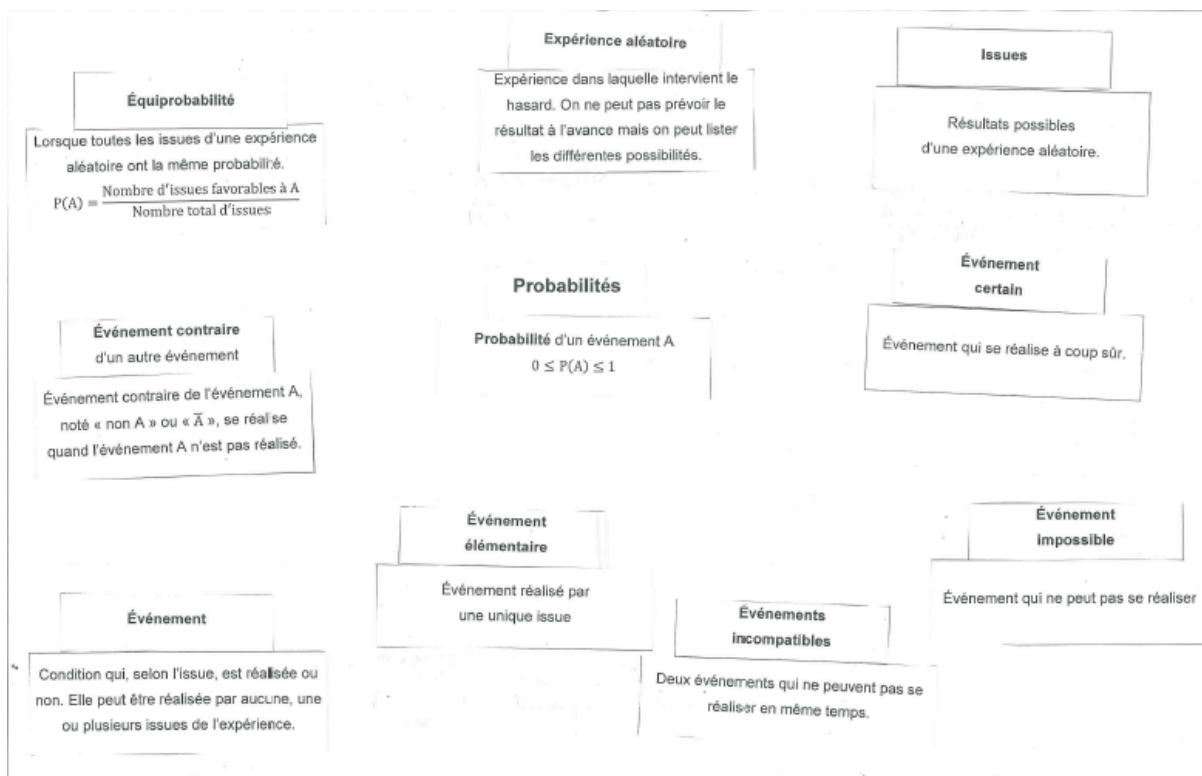 Expérience aléatoire
Expérience dans laquelle intervient le
hasard. On ne peut pas prévoir le
résultat à l'avance mais on peut lister
les différentes possibilités.
Issues
Résultats possibles
d'une expérience aléatoire.
Équiprobabilité
Lorsque toutes les issues d'une expérience
aléatoire ont la même probabilité.
P(A) = Nombre d'issues favorables à A / Nombre total d'issues
Probabilités
Probabilité d'un événement A
0 ≤ P(A) ≤ 1
Événement
certain
Événement qui se réalise à coup sûr.
Événement contraire
d'un autre événement
Événement contraire de l'événement A,
noté « non A » ou « A̅ », se réalise
quand l'événement A n'est pas réalisé.
Événement
élémentaire
Événement réalisé par
une unique issue
Événement
impossible
Événement qui ne peut pas se réaliser
Événement
Condition qui, selon l'issue, est réalisée ou
non. Elle peut être réalisée par aucune, une
ou plusieurs issues de l'expérience.
Événements
incompatibles
Deux événements qui ne peuvent pas se
réaliser en même temps.